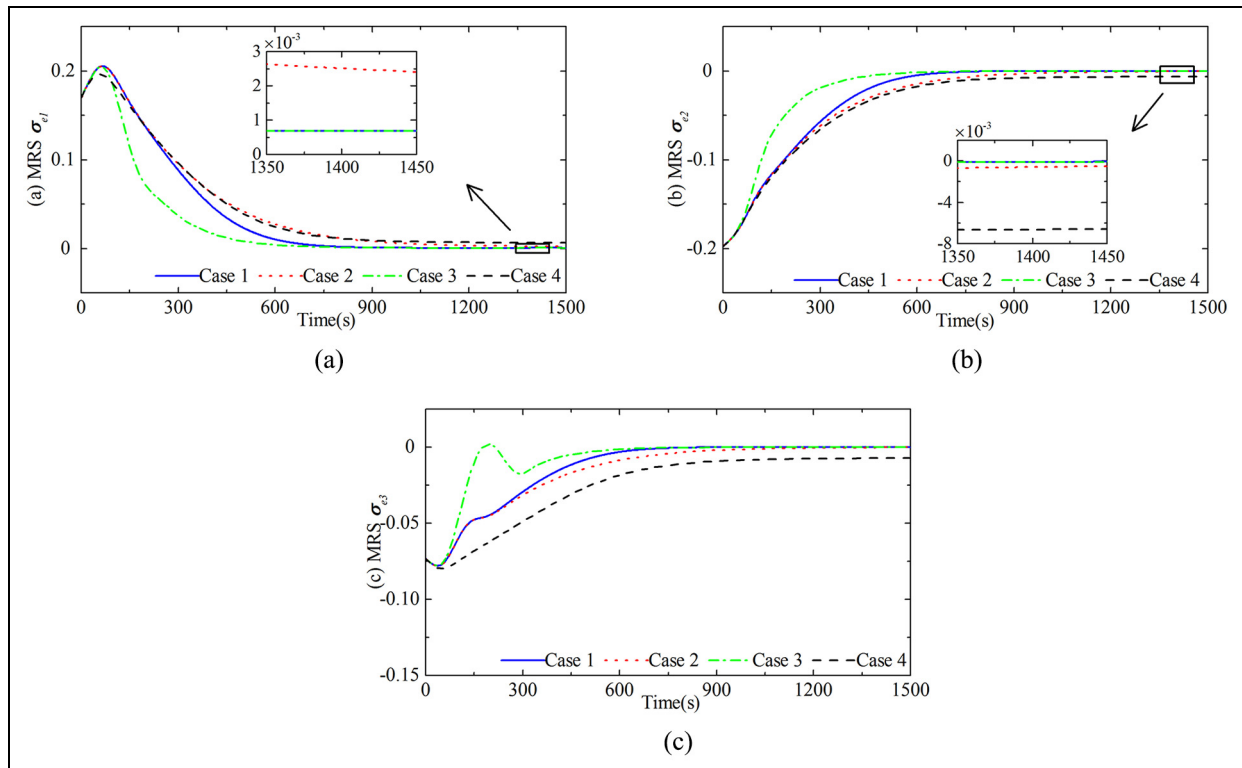 ×10⁻³
3
2
1
0
1350 1400 1450
0.2
0.1
0
(a) MRS σe1
Case 1 Case 2 Case 3 Case 4
0 300 600 900 1200 1500
Time(s)
(a)
0
-0.1
-0.2
(b) MRS σe2
×10⁻³
0
-4
-8
1350 1400 1450
Case 1 Case 2 Case 3 Case 4
0 300 600 900 1200 1500
Time(s)
(b)
0
-0.05
-0.10
-0.15
(c) MRS σe3
Case 1 Case 2 Case 3 Case 4
0 300 600 900 1200 1500
Time(s)
(c)